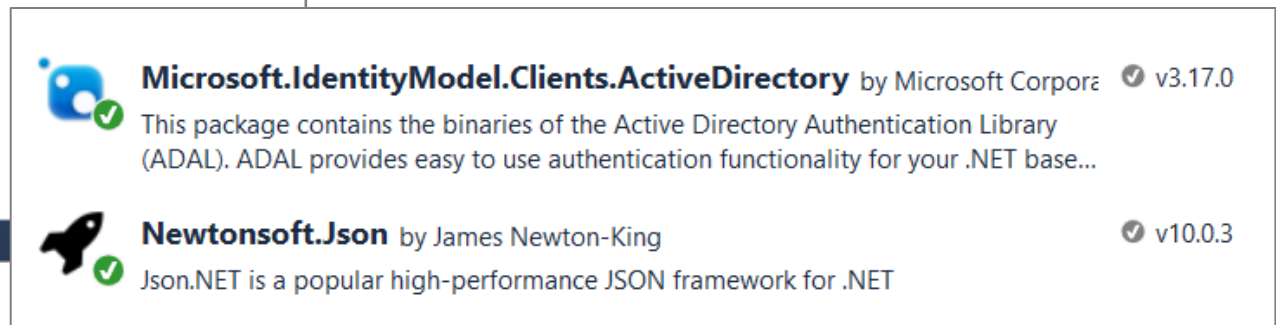 Microsoft.IdentityModel.Clients.ActiveDirectory by Microsoft Corpora v3.17.0
This package contains the binaries of the Active Directory Authentication Library
(ADAL). ADAL provides easy to use authentication functionality for your .NET base...
Newtonsoft.Json by James Newton-King v10.0.3
Json.NET is a popular high-performance JSON framework for .NET